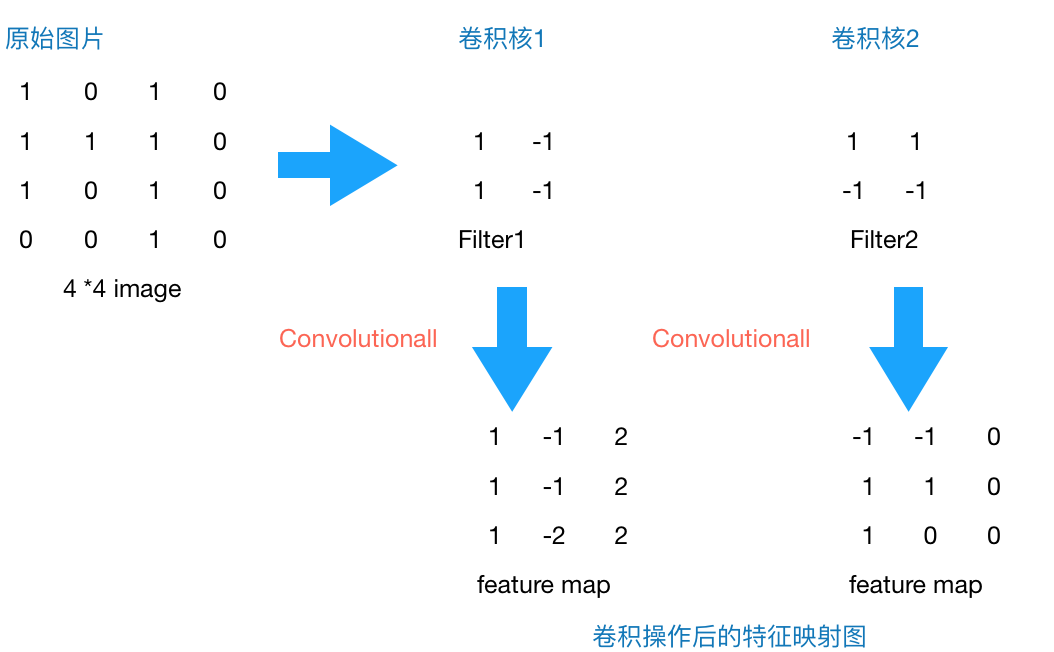 原始图片 卷积核1 卷积核2
1 0 1 0
1 1 1 0 1 -1 1 1
1 0 1 0 1 -1 -1 -1
0 0 1 0 Filter1 Filter2
4 *4 image
Convolutionall Convolutionall
1 -1 2 -1 -1 0
1 -1 2 1 1 0
1 -2 2 1 0 0
feature map feature map
卷积操作后的特征映射图